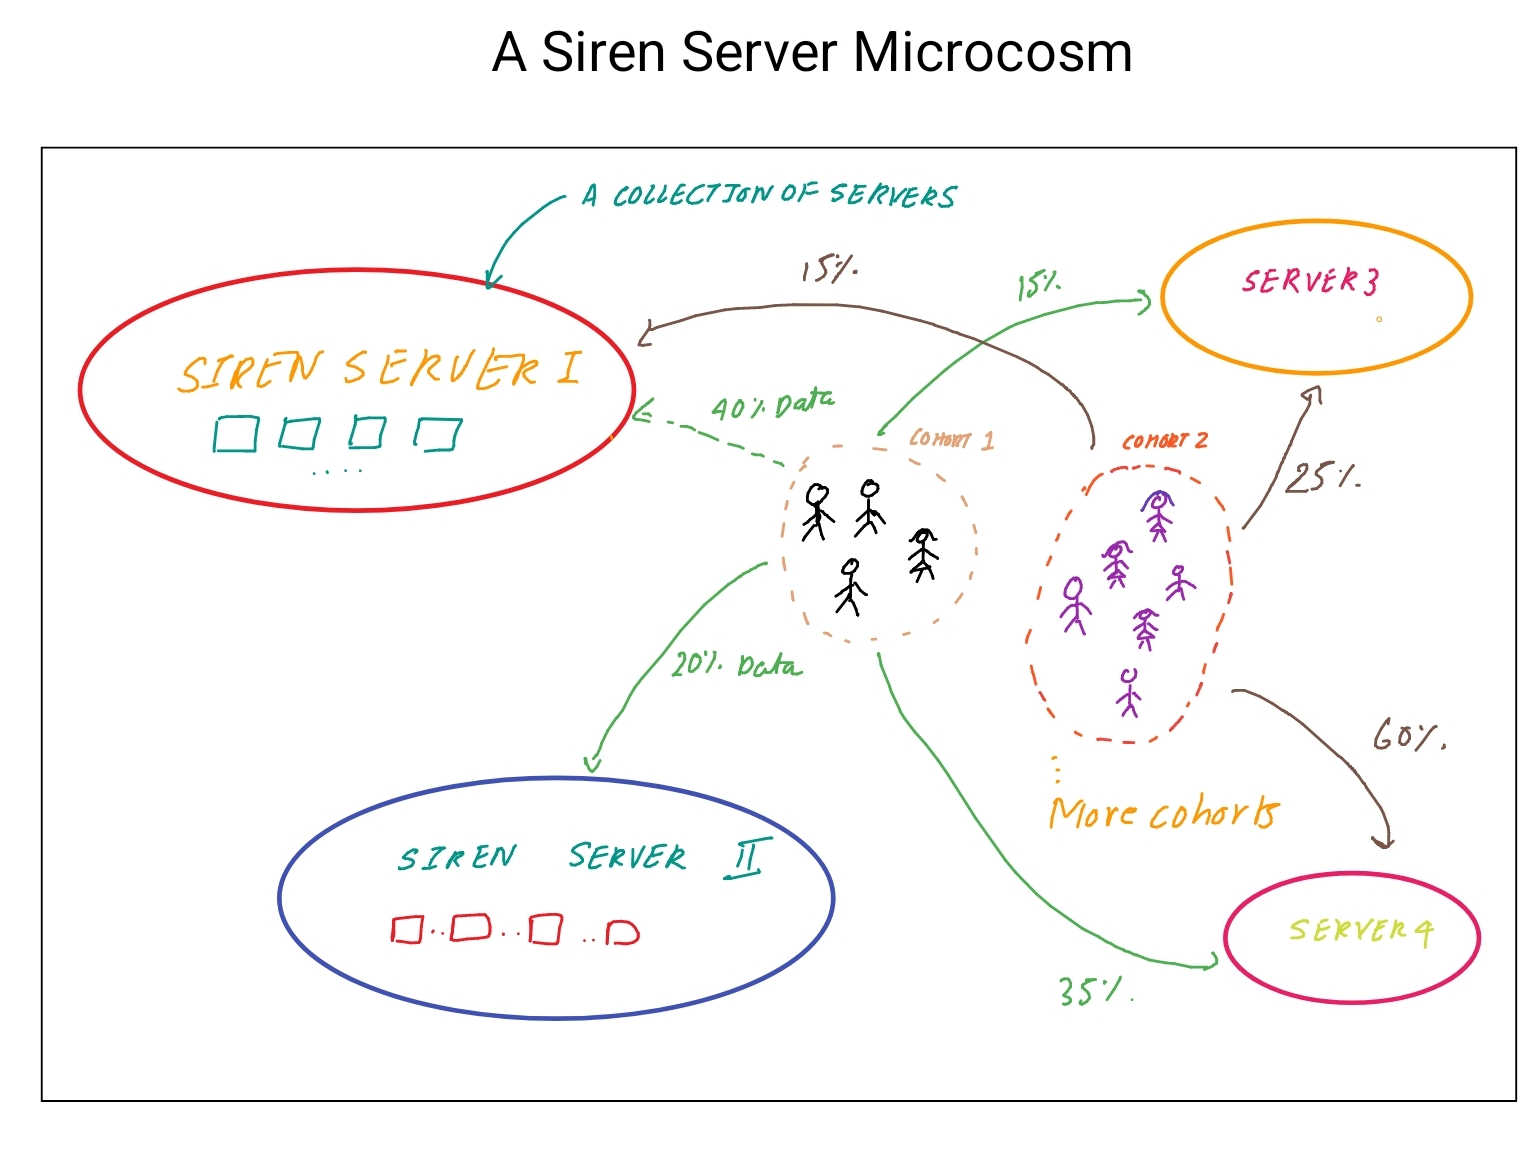 A Siren Server Microcosm
A COLLECTION OF SERVERS
15%.
15%.
SERVER 3
SIREN SERVER I
40% Data
COHORT 1
COHORT 2
25%.
20%. Data
60%.
More cohorts
SIREN SERVER II
SERVER 4
35%.